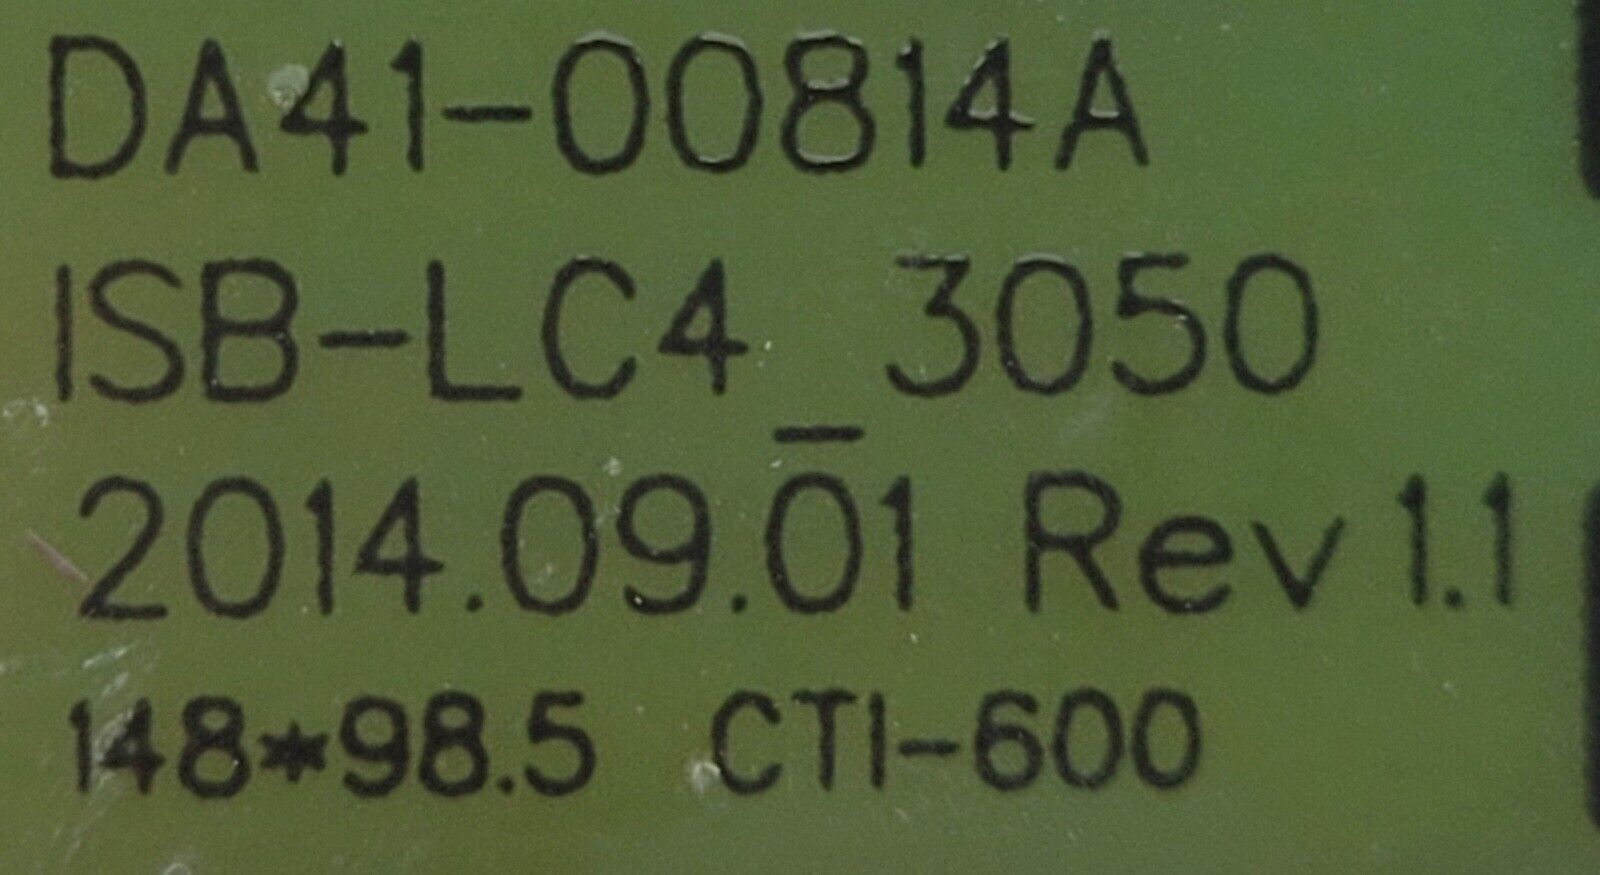 DA41-00814A
ISB-LC4_3050
2014.09.01 Rev 1.1
148*98.5 CTI-600